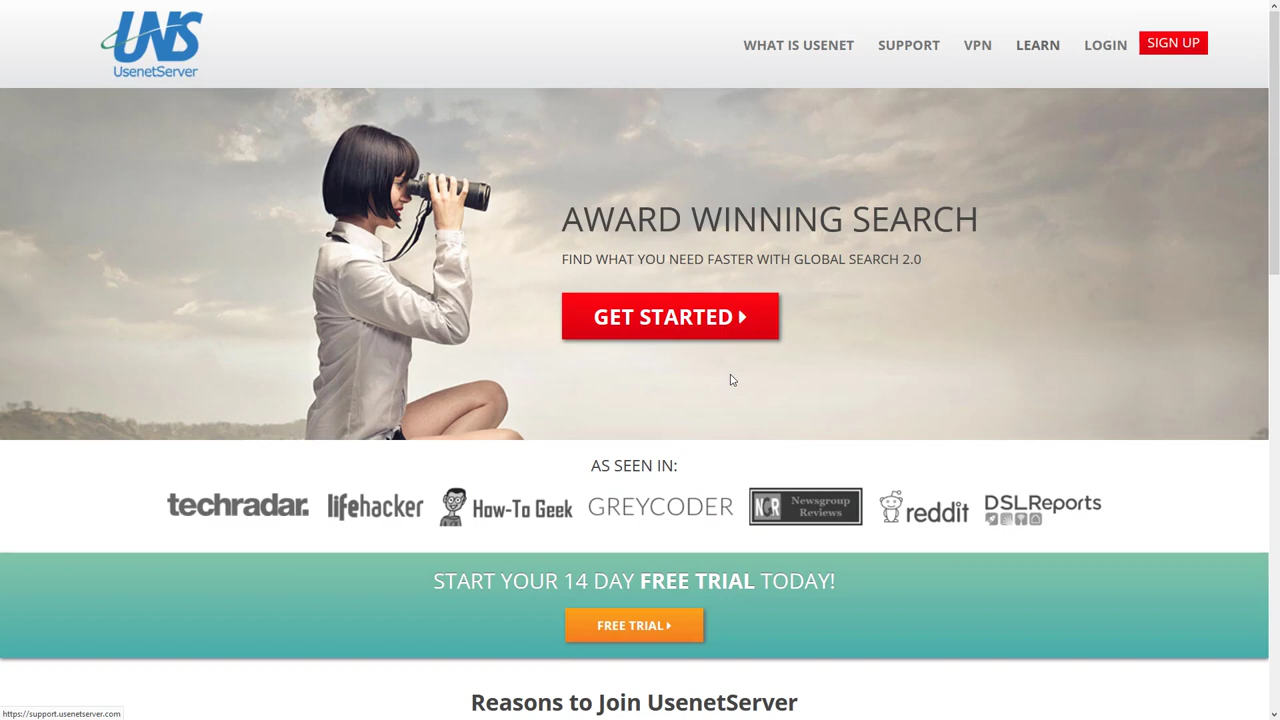 UNS
UsenetServer
WHAT IS USENET SUPPORT VPN LEARN LOGIN SIGN UP
AWARD WINNING SEARCH
FIND WHAT YOU NEED FASTER WITH GLOBAL SEARCH 2.0
GET STARTED
AS SEEN IN:
techradar. lifehacker How-To Geek GREYCODER NGR Newsgroup Reviews reddit DSLReports
START YOUR 14 DAY FREE TRIAL TODAY!
FREE TRIAL
Reasons to Join UsenetServer
https://support.usenetserver.com